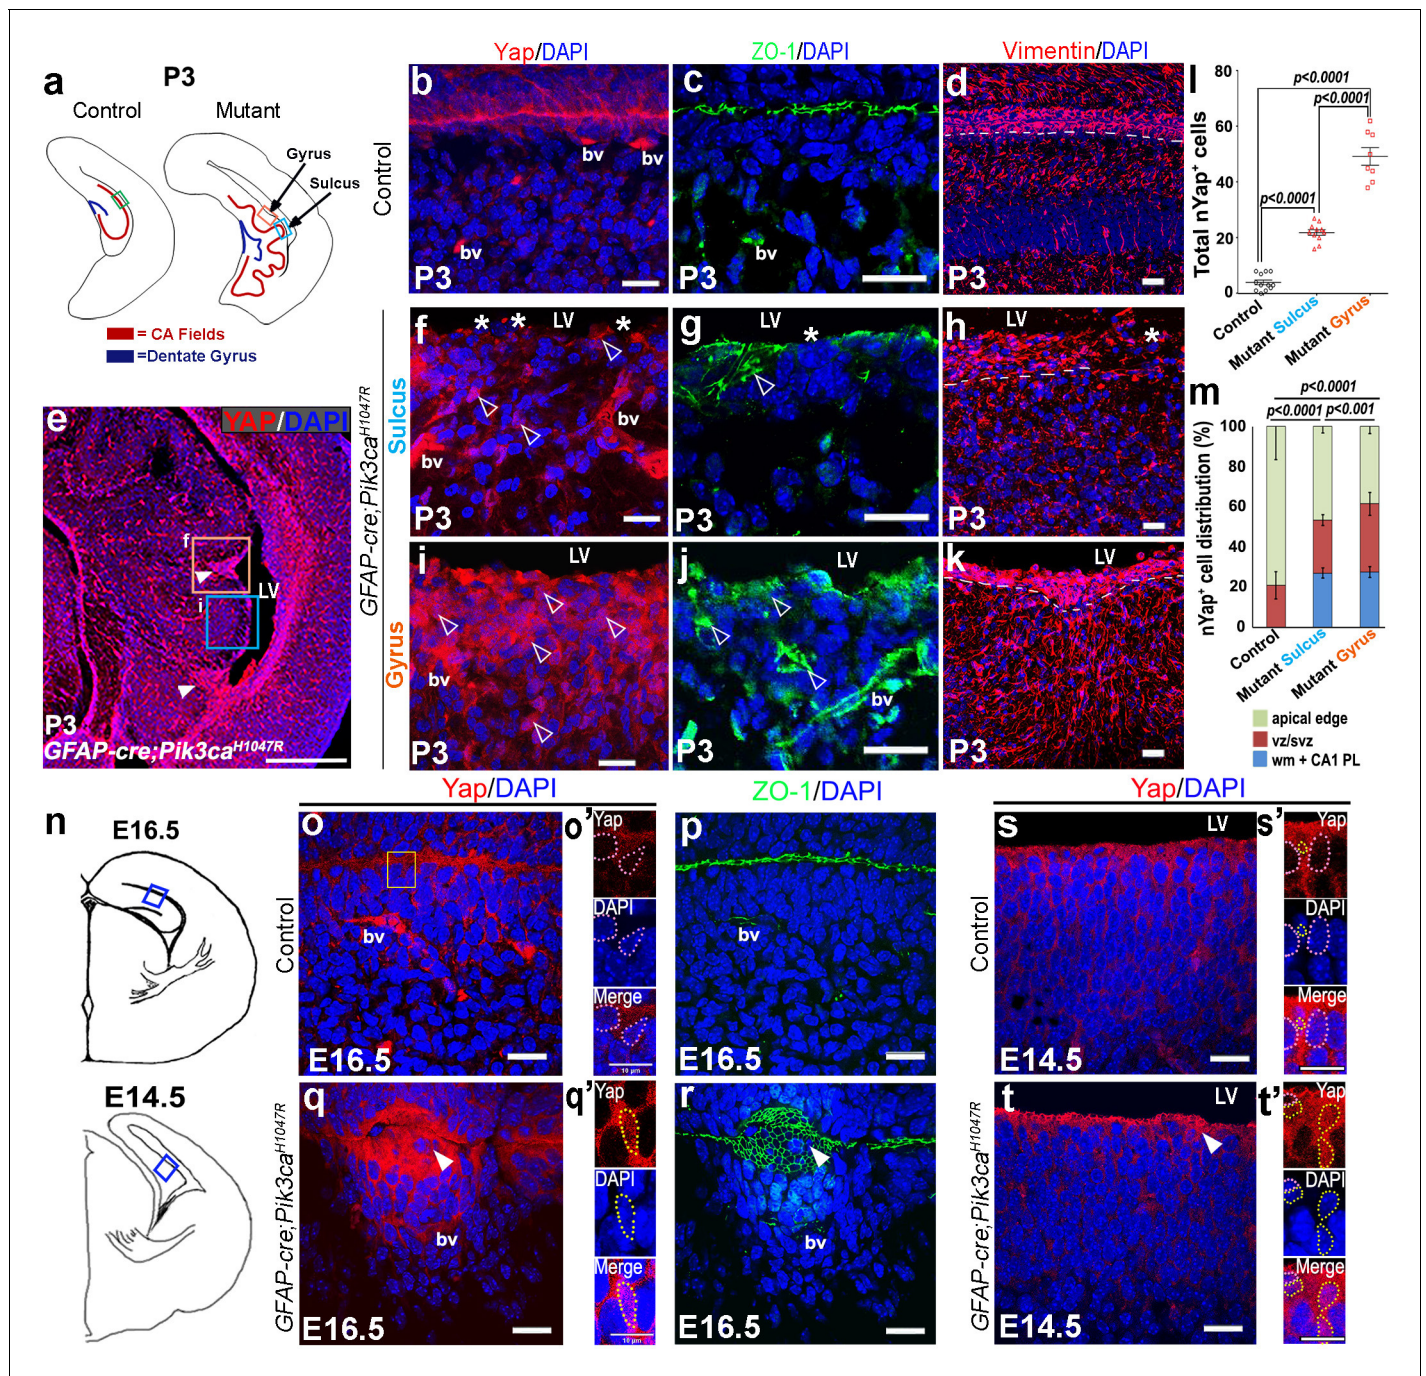 a
P3
Control
Mutant
Gyrus
Sulcus
= CA Fields
=Dentate Gyrus
Yap/DAPI
ZO-1/DAPI
Vimentin/DAPI
Control
b
bv
bv
bv
P3
c
bv
P3
d
P3
l
Total nYap+ cells
80
60
40
20
0
p<0.0001
p<0.0001
p<0.0001
Control
Mutant Sulcus
Mutant Gyrus
e
YAP/DAPI
f
i
LV
P3
GFAP-cre;Pik3caH1047R
GFAP-cre;Pik3caH1047R
Sulcus
f
* *
LV
*
bv
bv
P3
g
LV
*
P3
h
LV
*
P3
Gyrus
i
LV
bv
P3
j
LV
bv
P3
k
LV
P3
m
nYap+ cell distribution (%)
p<0.0001
p<0.0001 p<0.001
100
80
60
40
20
0
Control
Mutant Sulcus
Mutant Gyrus
apical edge
vz/svz
wm + CA1 PL
n
E16.5
E14.5
Yap/DAPI
ZO-1/DAPI
Yap/DAPI
Control
o
bv
E16.5
o’
Yap
DAPI
Merge
10 µm
p
bv
E16.5
Control
s
LV
E14.5
s’
Yap
DAPI
Merge
GFAP-cre;Pik3caH1047R
q
bv
E16.5
q’
Yap
DAPI
Merge
10 µm
r
bv
E16.5
GFAP-cre;Pik3caH1047R
t
LV
E14.5
t’
Yap
DAPI
Merge